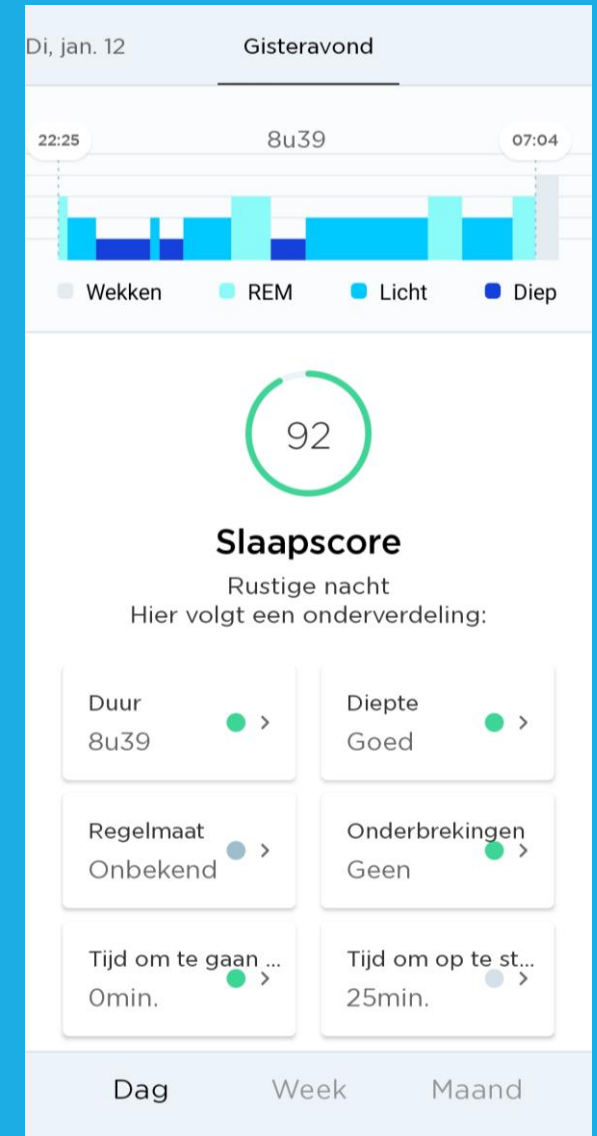 Di, jan. 12 Gisteravond
22:25 8u39 07:04
Wekken REM Licht Diep
92
Slaapscore
Rustige nacht
Hier volgt een onderverdeling:
Duur
8u39
Diepte
Goed
Regelmaat
Onbekend
Onderbrekingen
Geen
Tijd om te gaan ...
0min.
Tijd om op te st...
25min.
Dag Week Maand